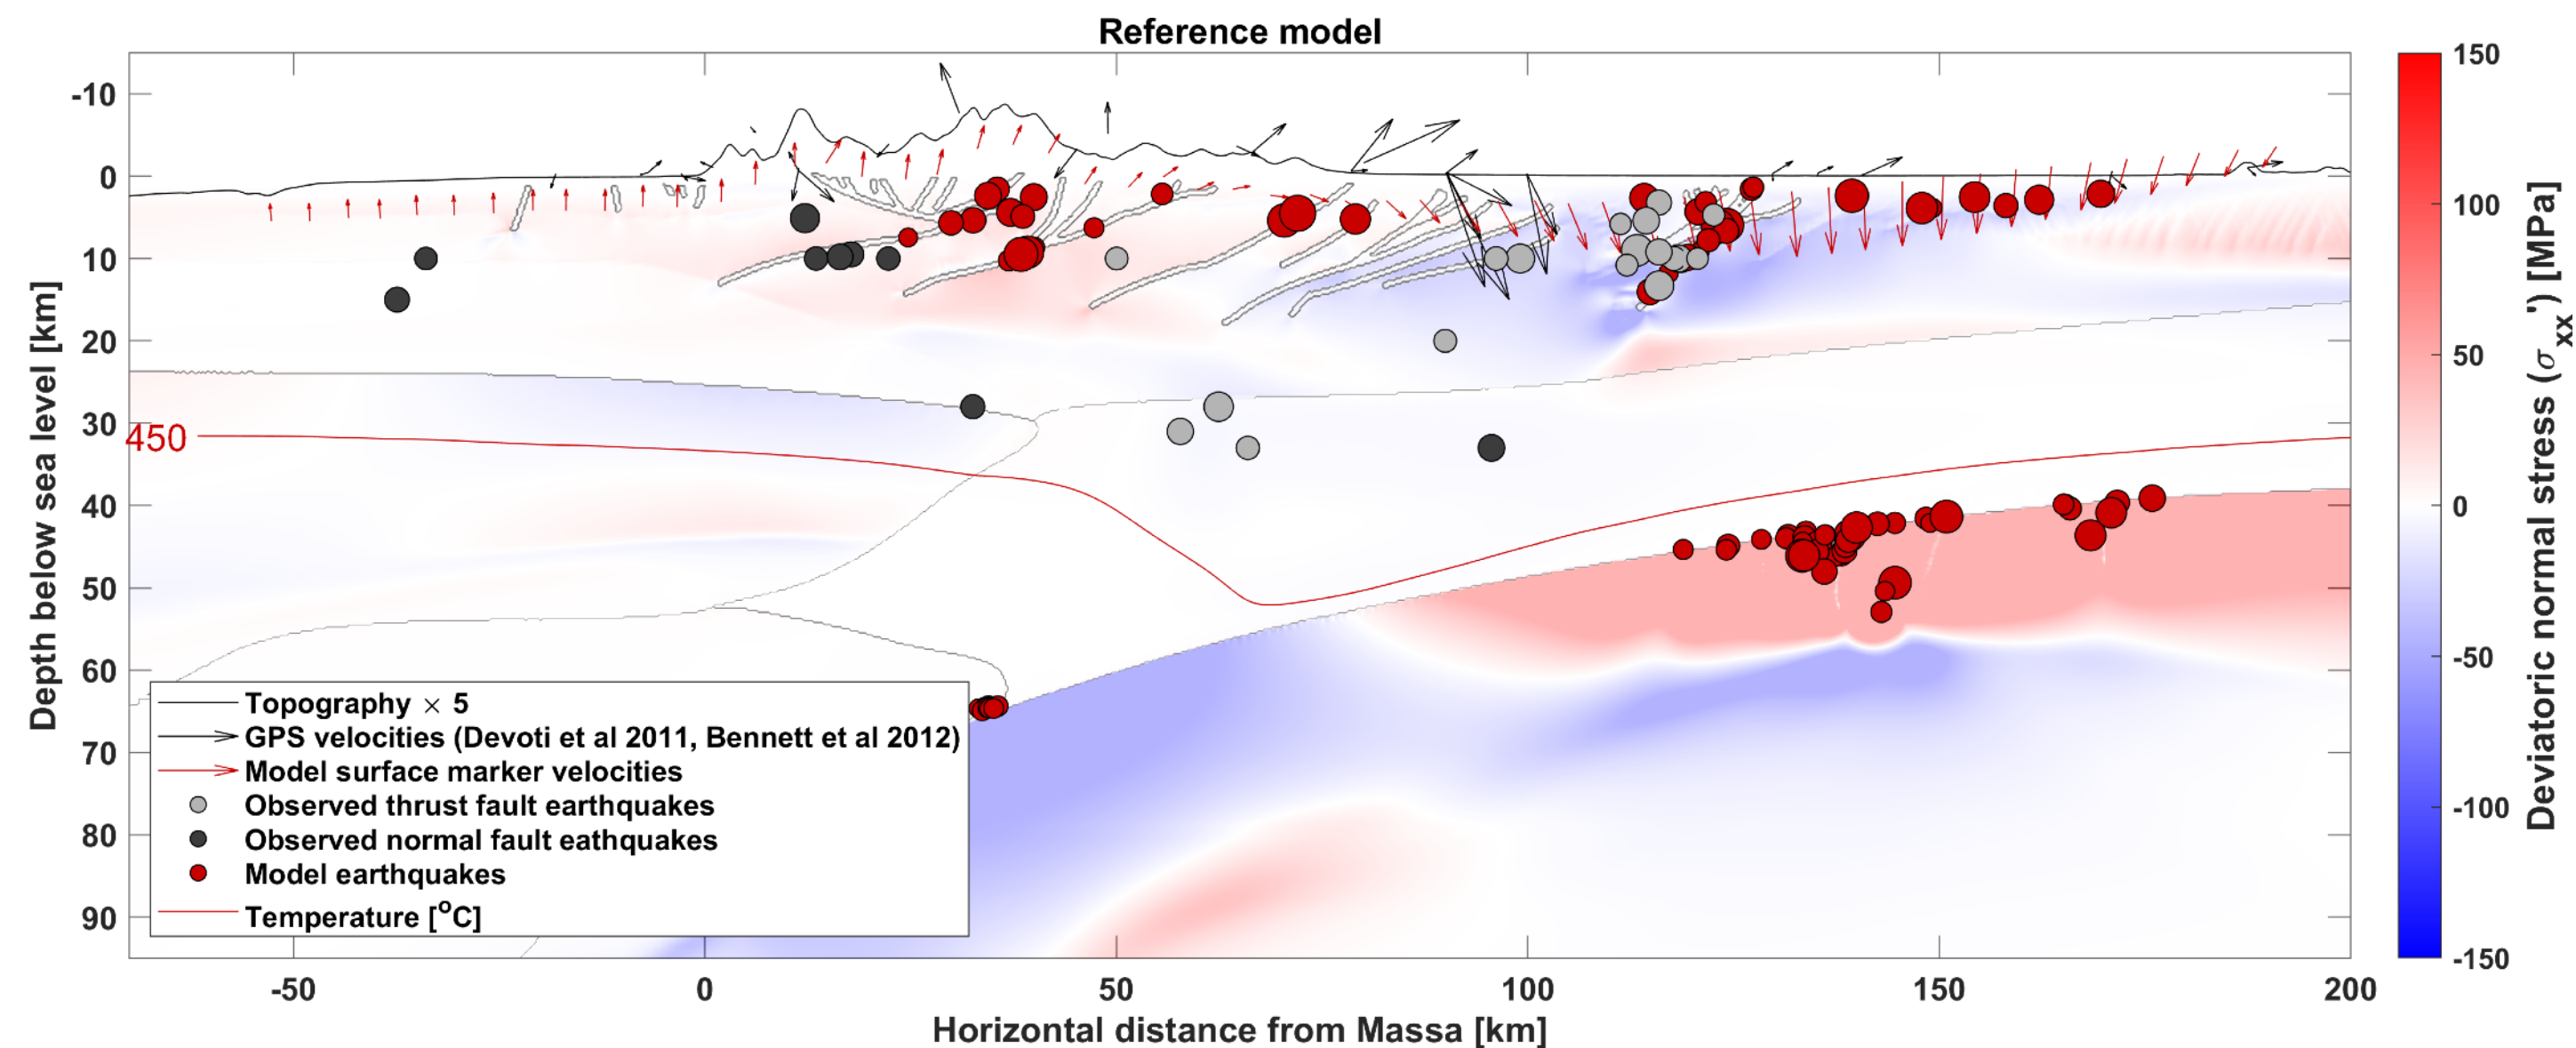 Reference model
-10
0
10
20
30
40
50
60
70
80
90
Depth below sea level [km]
450
Topography × 5
GPS velocities (Devoti et al 2011, Bennett et al 2012)
Model surface marker velocities
Observed thrust fault earthquakes
Observed normal fault eathquakes
Model earthquakes
Temperature [°C]
-50
0
50
100
150
200
Horizontal distance from Massa [km]
150
100
50
0
-50
-100
-150
Deviatoric normal stress (σxx') [MPa]